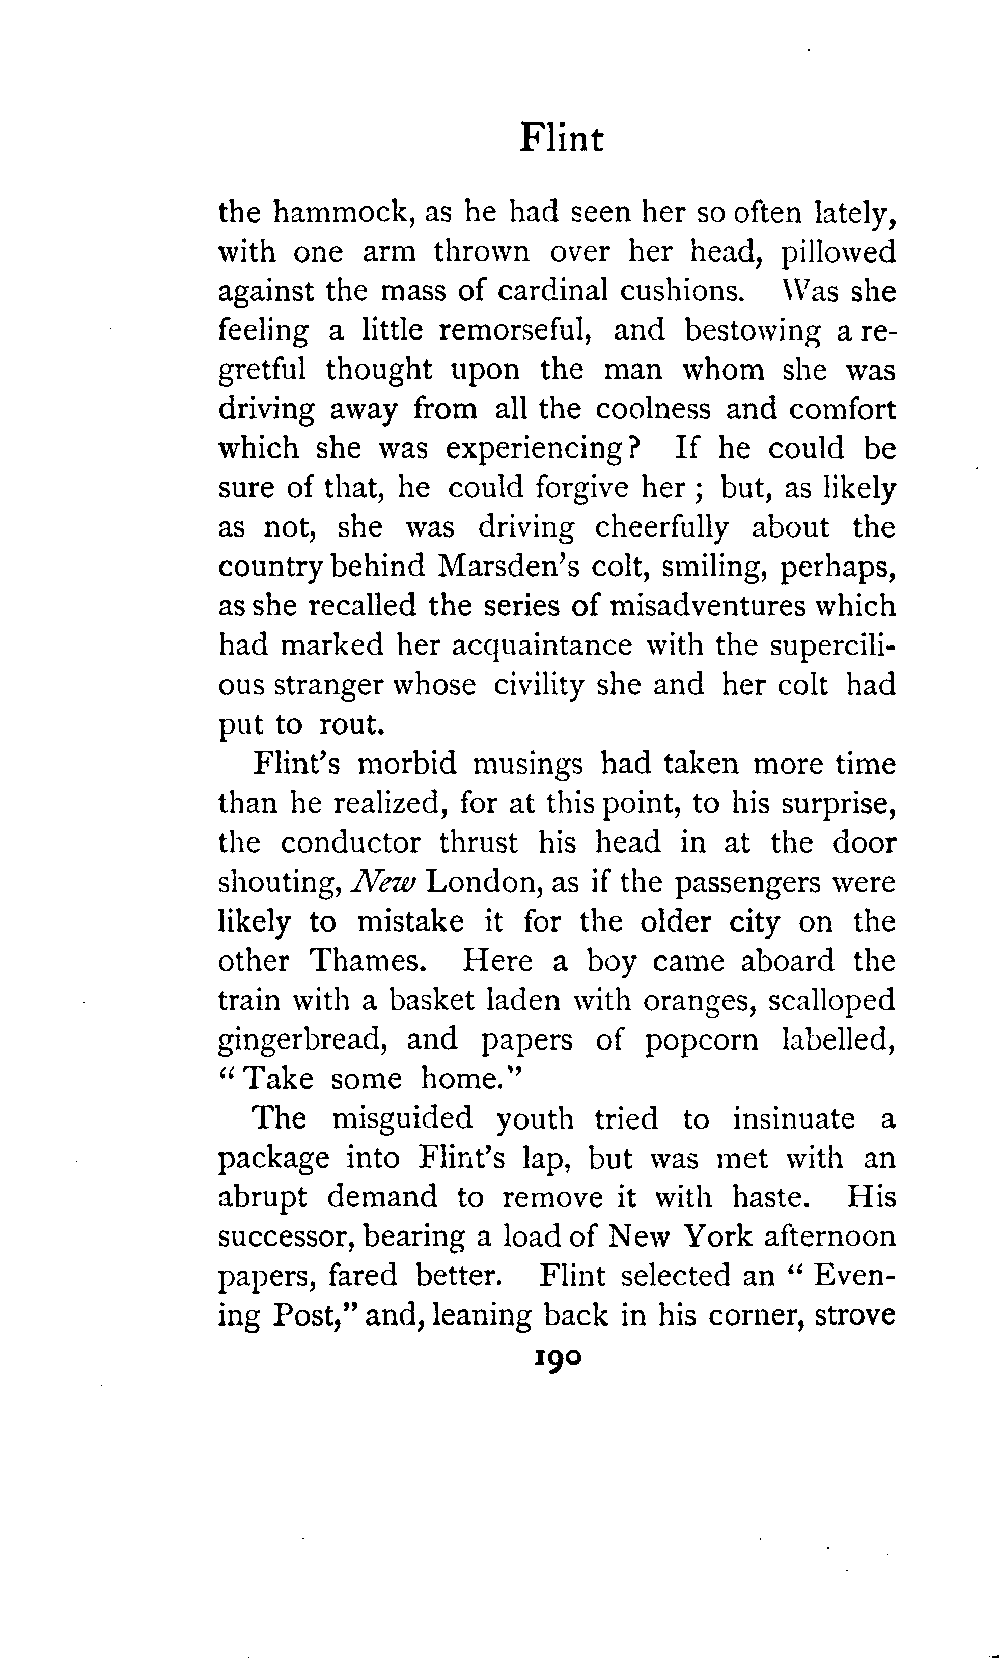 Flint
the hammock, as he had seen her so often lately,
with one arm thrown over her head, pillowed
against the mass of cardinal cushions. Was she
feeling a little remorseful, and bestowing a re-
gretful thought upon the man whom she was
driving away from all the coolness and comfort
which she was experiencing? If he could be
sure of that, he could forgive her ; but, as likely
as not, she was driving cheerfully about the
country behind Marsden's colt, smiling, perhaps,
as she recalled the series of misadventures which
had marked her acquaintance with the supercili-
ous stranger whose civility she and her colt had
put to rout.
Flint's morbid musings had taken more time
than he realized, for at this point, to his surprise,
the conductor thrust his head in at the door
shouting, New London, as if the passengers were
likely to mistake it for the older city on the
other Thames. Here a boy came aboard the
train with a basket laden with oranges, scalloped
gingerbread, and papers of popcorn labelled,
" Take some home."
The misguided youth tried to insinuate a
package into Flint's lap, but was met with an
abrupt demand to remove it with haste. His
successor, bearing a load of New York afternoon
papers, fared better. Flint selected an " Even-
ing Post," and, leaning back in his corner, strove
190